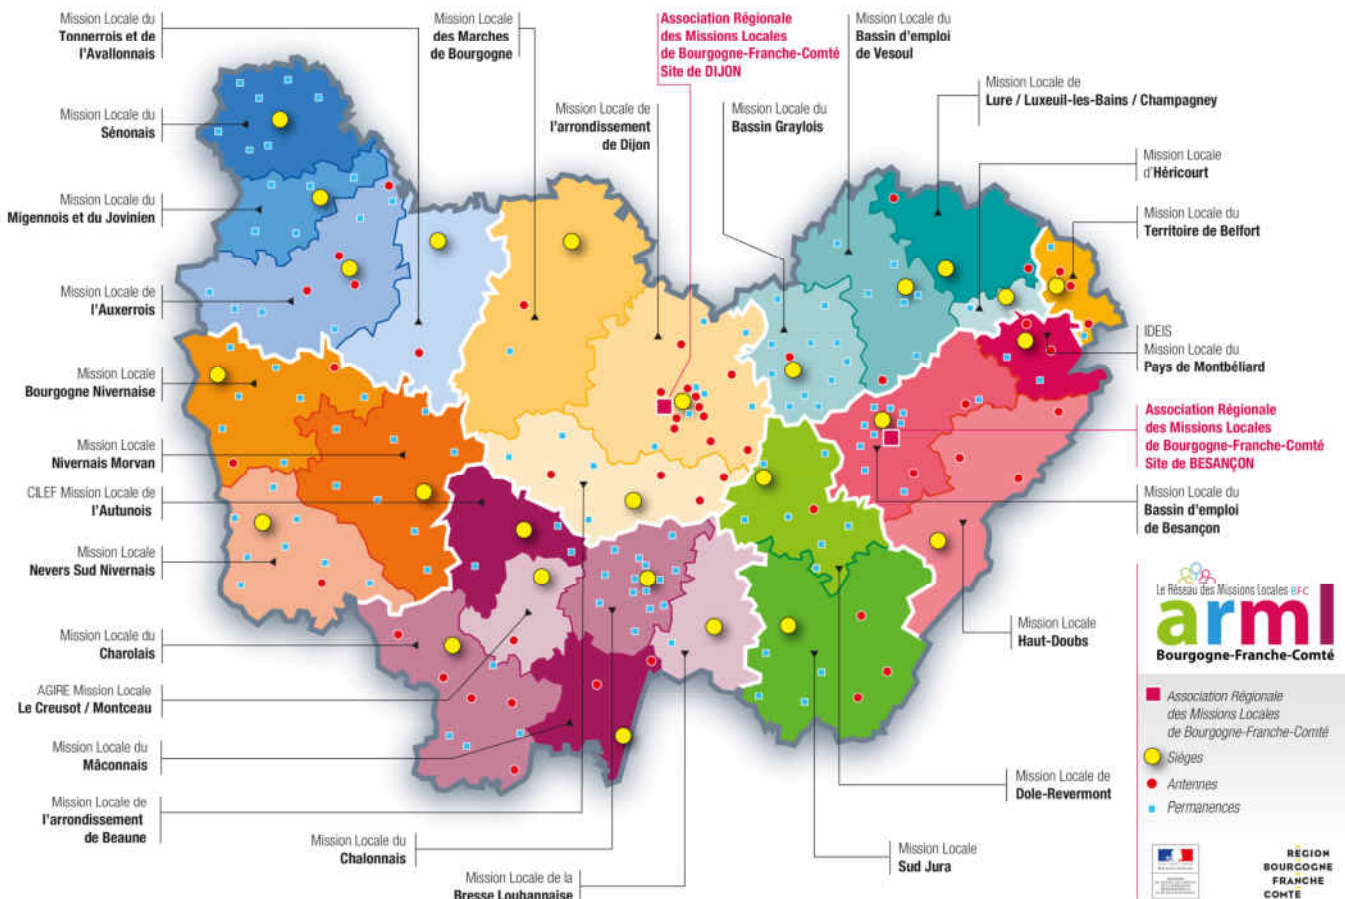 Mission Locale du
Tonnerrois et de
l'Avallonnais
Mission Locale
des Marches
de Bourgogne
Association Régionale
des Missions Locales
de Bourgogne-Franche-Comté
Site de DIJON
Mission Locale du
Bassin d'emploi
de Vesoul
Mission Locale de
Lure / Luxeuil-les-Bains / Champagney
Mission Locale du
Sénonais
Mission Locale de
l'arrondissement
de Dijon
Mission Locale du
Bassin Graylois
Mission Locale
d'Héricourt
Mission Locale du
Migennois et du Jovinien
Mission Locale du
Territoire de Belfort
Mission Locale de
l'Auxerrois
IDEIS
Mission Locale du
Pays de Montbéliard
Mission Locale
Bourgogne Nivernaise
Association Régionale
des Missions Locales
de Bourgogne-Franche-Comté
Site de BESANÇON
Mission Locale
Nivernais Morvan
CILEF Mission Locale de
l'Autunois
Mission Locale du
Bassin d'emploi
de Besançon
Mission Locale
Nevers Sud Nivernais
Mission Locale
Haut-Doubs
Le Réseau des Missions Locales BFC
arml
Bourgogne-Franche-Comté
Mission Locale du
Charolais
AGIRE Mission Locale
Le Creusot / Montceau
Association Régionale
des Missions Locales
de Bourgogne-Franche-Comté
Sièges
Antennes
Permanences
Mission Locale du
Mâconnais
Mission Locale de
Dole-Revermont
Mission Locale de
l'arrondissement
de Beaune
Mission Locale du
Chalonnais
Mission Locale
Sud Jura
Mission Locale de la
Bresse Louhannaise
REGION
BOURGOGNE
FRANCHE
COMTE